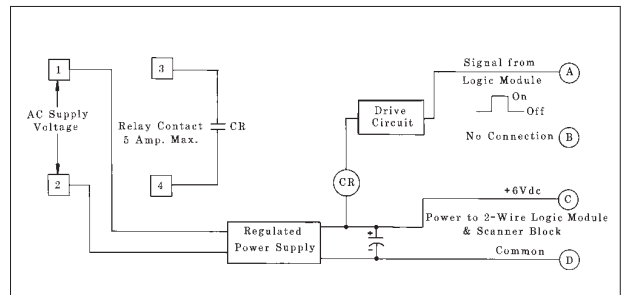 1
AC Supply
Voltage
2
3
Relay Contact
5 Amp. Max.
CR
4
Signal from
Logic Module
A
On
Off
Drive
Circuit
No Connection
B
CR
+6Vdc
C
Power to 2-Wire Logic Module
& Scanner Block
Regulated
Power Supply
+
-
Common
D